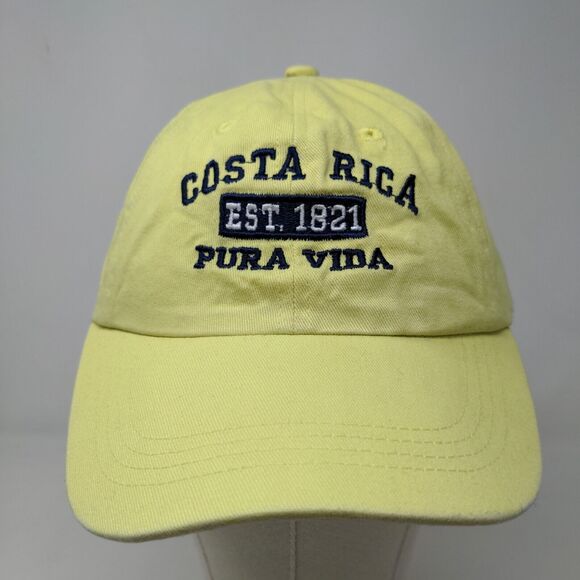 COSTA RICA
EST. 1821
PURA VIDA